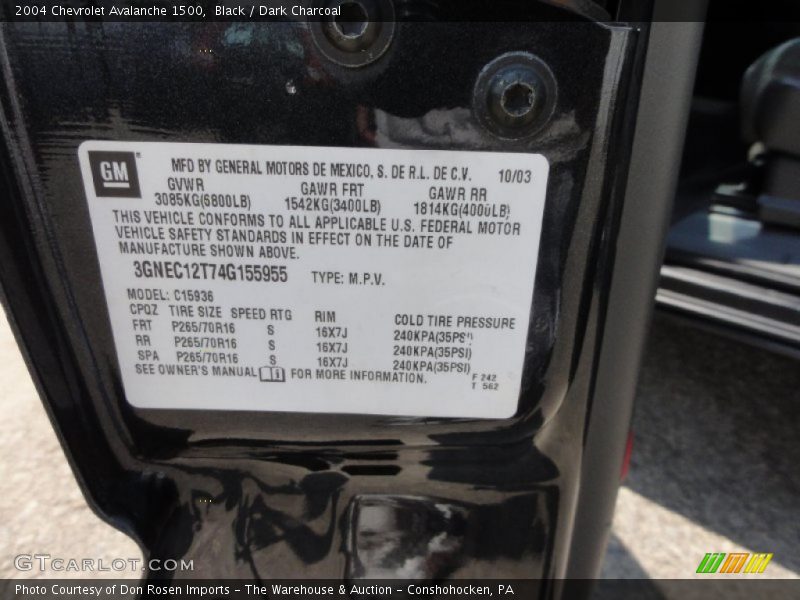 2004 Chevrolet Avalanche 1500, Black / Dark Charcoal
GM
MFD BY GENERAL MOTORS DE MEXICO, S. DE R.L. DE C.V. 10/03
GVWR GAWR FRT GAWR RR
3085KG(6800LB) 1542KG(3400LB) 1814KG(4000LB)
THIS VEHICLE CONFORMS TO ALL APPLICABLE U.S. FEDERAL MOTOR
VEHICLE SAFETY STANDARDS IN EFFECT ON THE DATE OF
MANUFACTURE SHOWN ABOVE.
3GNEC12T74G155955 TYPE: M.P.V.
MODEL: C15936
CPQZ TIRE SIZE SPEED RTG RIM COLD TIRE PRESSURE
FRT P265/70R16 S 16X7J 240KPA(35PSI)
RR P265/70R16 S 16X7J 240KPA(35PSI)
SPA P265/70R16 S 16X7J 240KPA(35PSI)
SEE OWNER'S MANUAL FOR MORE INFORMATION.
F 242
T 562
GTCARLOT.COM
Photo Courtesy of Don Rosen Imports – The Warehouse & Auction – Conshohocken, PA